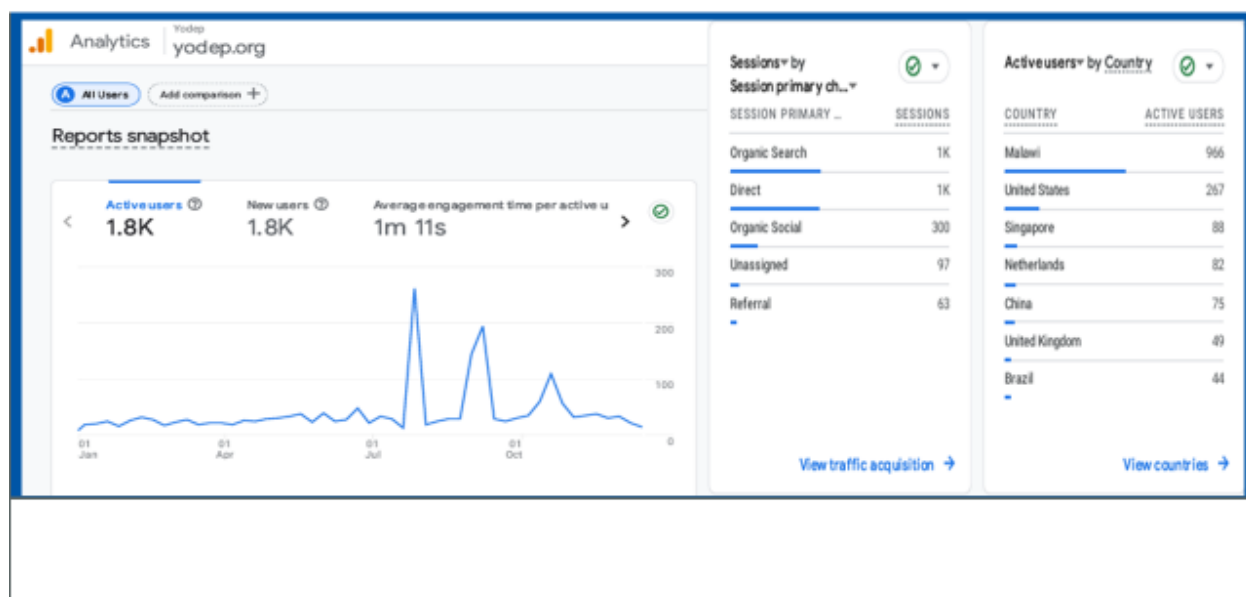 Analytics
Yodep
yodep.org
A All Users
Add comparison +
Reports snapshot
Active users
1.8K
New users
1.8K
Average engagement time per active u
1m 11s
300
200
100
0
01 Jan
01 Apr
01 Jul
01 Oct
Sessions by
Session primary ch...
SESSION PRIMARY ... SESSIONS
Organic Search 1K
Direct 1K
Organic Social 300
Unassigned 97
Referral 63
View traffic acquisition →
Active users by Country
COUNTRY ACTIVE USERS
Malawi 966
United States 267
Singapore 88
Netherlands 82
China 75
United Kingdom 49
Brazil 44
View countries →